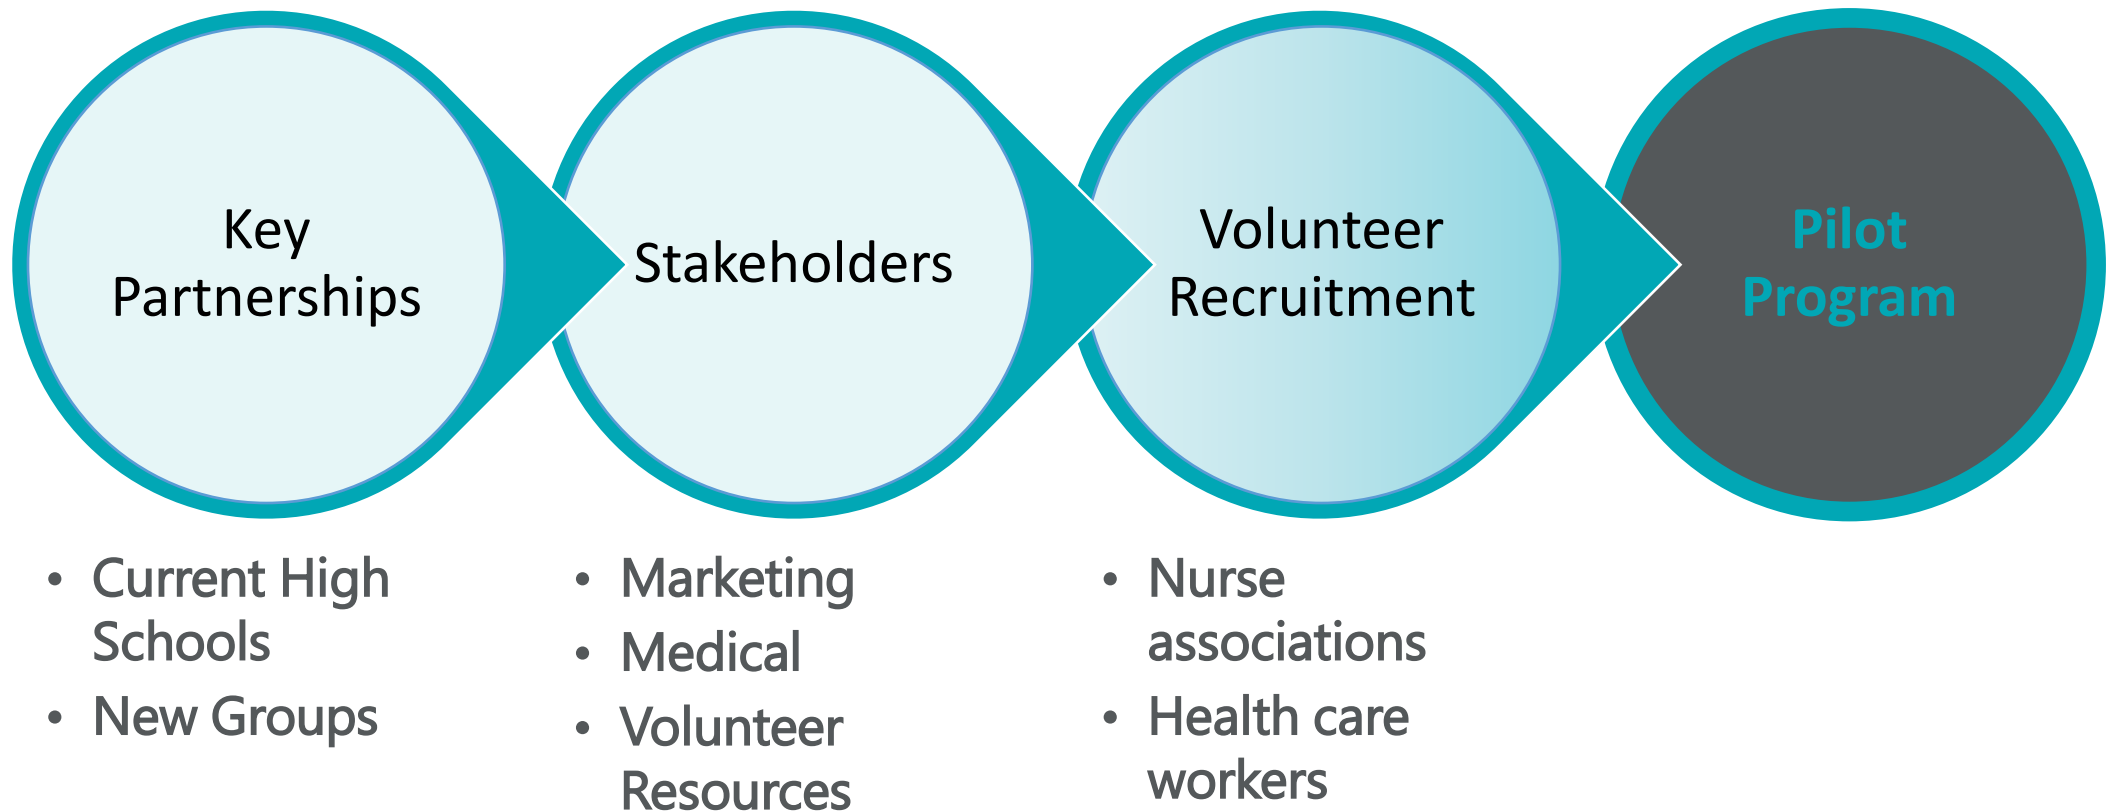 Key
Partnerships
Stakeholders
Volunteer
Recruitment
Pilot
Program
• Current High
Schools
• New Groups
• Marketing
• Medical
• Volunteer
Resources
• Nurse
associations
• Health care
workers